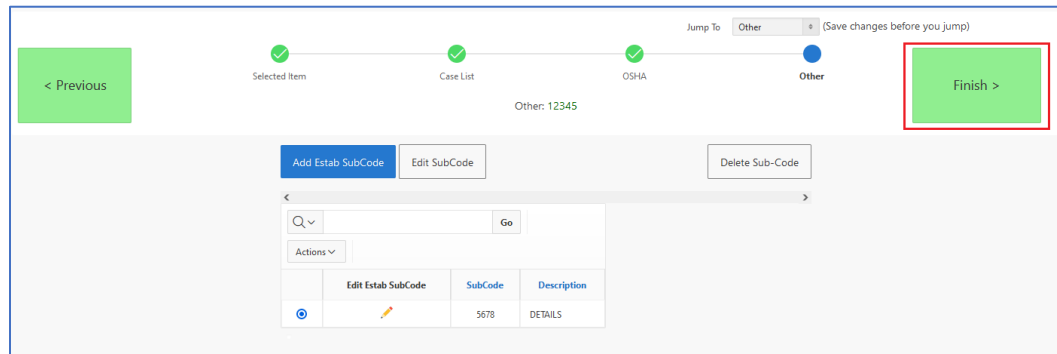 Jump To Other (Save changes before you jump)
< Previous
Selected Item Case List OSHA Other
Finish >
Other: 12345
Add Estab SubCode Edit SubCode Delete Sub-Code
Go
Actions
Edit Estab SubCode SubCode Description
5678 DETAILS